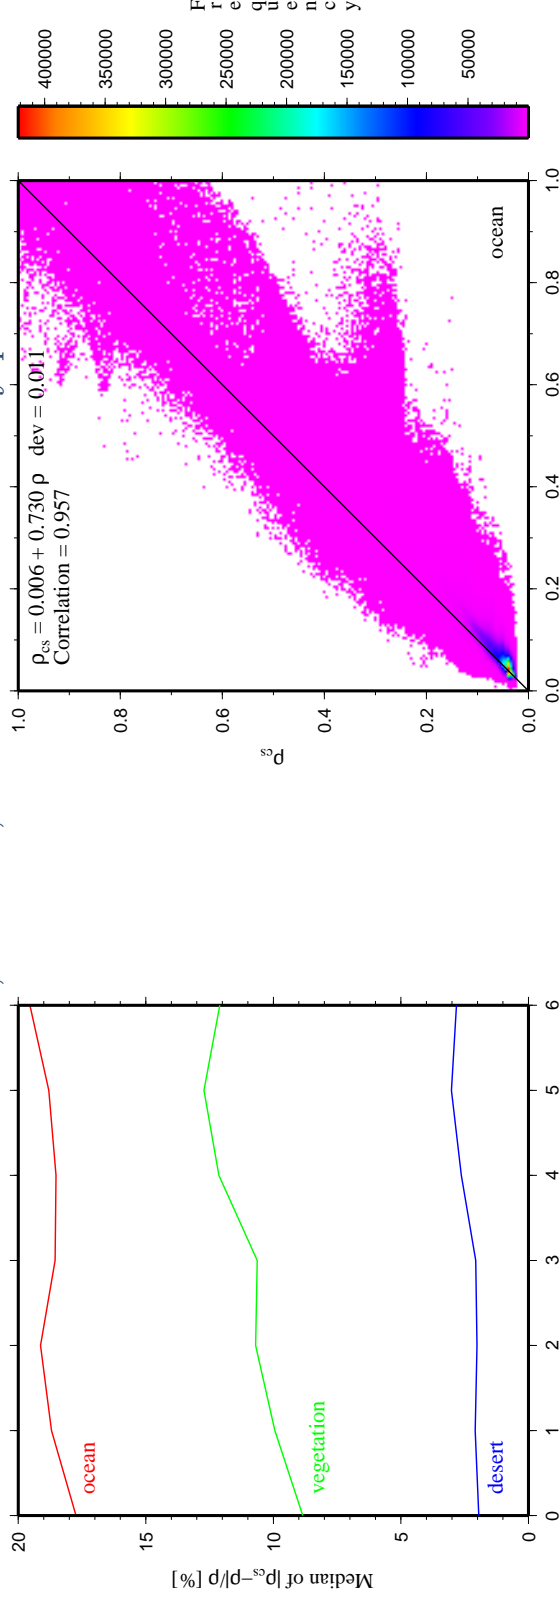 Median of |ρcs−ρ|/ρ [%]
20
15
10
5
0
0 1 2 3 4 5 6
ocean
vegetation
desert
ρcs
1.0
0.8
0.6
0.4
0.2
0.0
0.0 0.2 0.4 0.6 0.8 1.0
ρcs = 0.006 + 0.730 ρ dev = 0.011
Correlation = 0.957
ocean
400000
350000
300000
250000
200000
150000
100000
50000
F
r
e
q
u
e
n
c
y